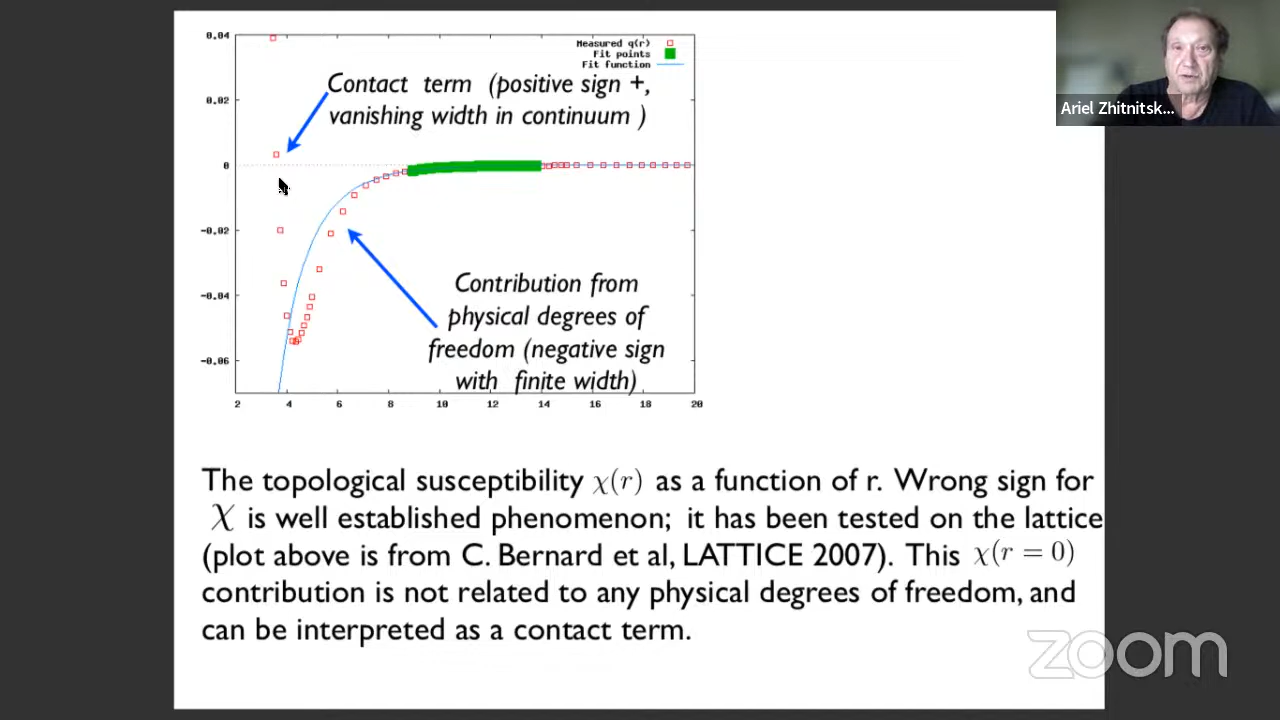 0.04
0.02
0
-0.02
-0.04
-0.06
2 4 6 8 10 12 14 16 18 20
Measured q(r)
Fit points
Fit function
Contact term (positive sign +,
vanishing width in continuum )
Contribution from
physical degrees of
freedom (negative sign
with finite width)
The topological susceptibility χ(r) as a function of r. Wrong sign for
χ is well established phenomenon; it has been tested on the lattice
(plot above is from C. Bernard et al, LATTICE 2007). This χ(r = 0)
contribution is not related to any physical degrees of freedom, and
can be interpreted as a contact term.
Ariel Zhitnitsk...
zoom